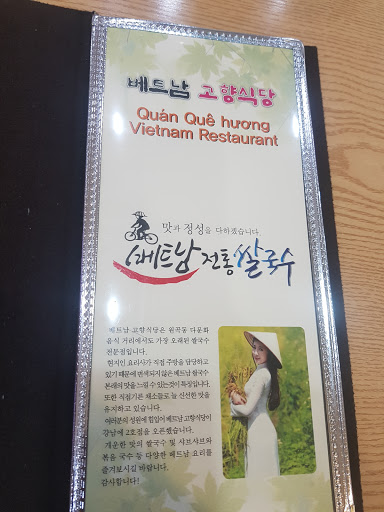 베트남 고향식당
Quán Quê hương
Vietnam Restaurant
맛과 정성을 다하겠습니다
베트남 전통 쌀국수
베트남 고향식당은 원곡동 다문화
음식 거리에서도 가장 오래된 쌀국수
전문점입니다.
현지인 요리사가 직접 주방을 담당하고
있기 때문에 변색되지않은 베트남 쌀국수
본래의 맛을 느낄 수 있는것이 특징입니다.
또한 직접기른 채소들로 늘 신선한 맛을
유지하고 있습니다.
여러분의 성원에 힘입어 베트남 고향식당이
강남에 2호점을 오픈했습니다.
개운한 맛의 쌀국수 및 샤브샤브와
볶음 국수 등 다양한 베트남 요리를
즐겨보시길 바랍니다.
감사합니다!